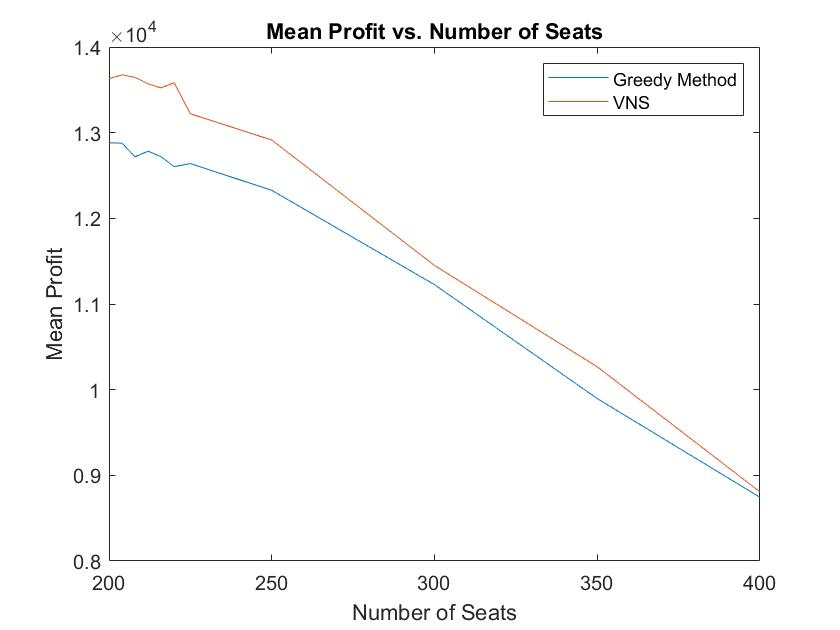 Mean Profit vs. Number of Seats
×10⁴
1.4
1.3
1.2
1.1
1
0.9
0.8
Mean Profit
Greedy Method
VNS
200 250 300 350 400
Number of Seats